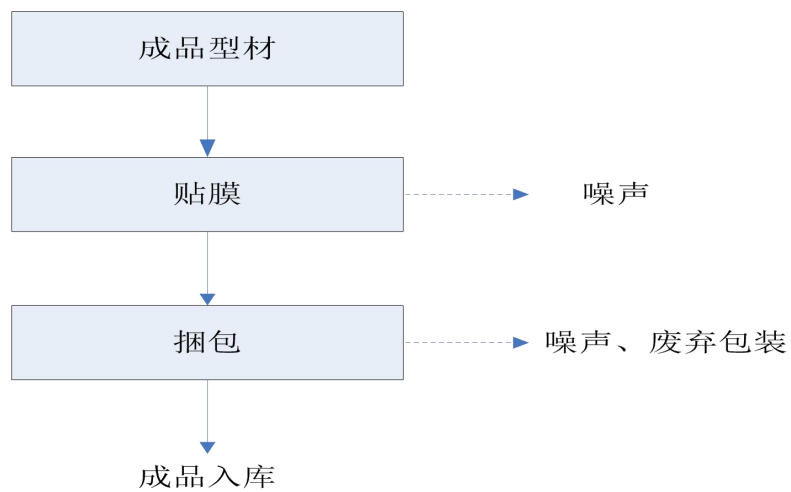 成品型材
贴膜
噪声
捆包
噪声、废弃包装
成品入库